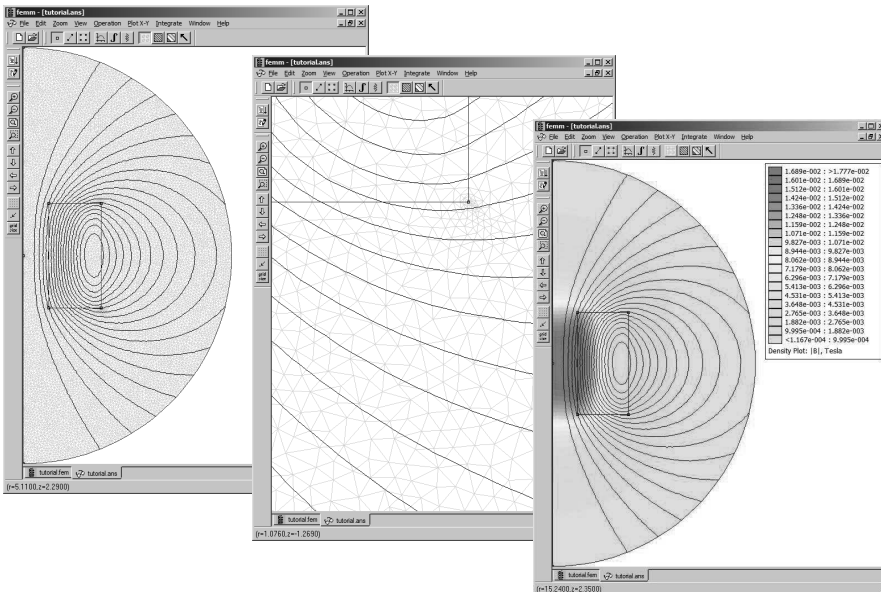 femm - [tutorial.ans]
File Edit Zoom View Operation Plot X-Y Integrate Window Help
tutorial.fem tutorial.ans
(r=5.1100,z=2.2900)
femm - [tutorial.ans]
File Edit Zoom View Operation Plot X-Y Integrate Window Help
tutorial.fem tutorial.ans
(r=1.0760,z=-1.2690)
femm - [tutorial.ans]
File Edit Zoom View Operation Plot X-Y Integrate Window Help
1.689e-002 : >1.777e-002
1.601e-002 : 1.689e-002
1.512e-002 : 1.601e-002
1.424e-002 : 1.512e-002
1.336e-002 : 1.424e-002
1.248e-002 : 1.336e-002
1.159e-002 : 1.248e-002
1.071e-002 : 1.159e-002
9.827e-003 : 1.071e-002
8.944e-003 : 9.827e-003
8.062e-003 : 8.944e-003
7.179e-003 : 8.062e-003
6.296e-003 : 7.179e-003
5.413e-003 : 6.296e-003
4.531e-003 : 5.413e-003
3.648e-003 : 4.531e-003
2.765e-003 : 3.648e-003
1.882e-003 : 2.765e-003
9.995e-004 : 1.882e-003
<1.167e-004 : 9.995e-004
Density Plot: |B|, Tesla
tutorial.fem tutorial.ans
(r=15.2400,z=2.3500)